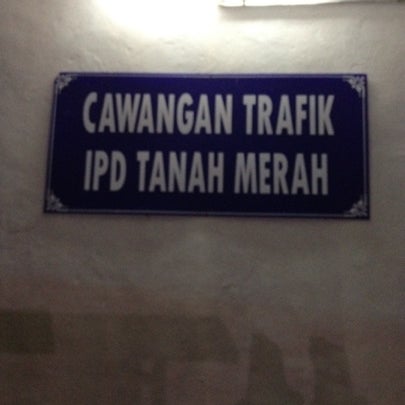 CAWANGAN TRAFIK
IPD TANAH MERAH